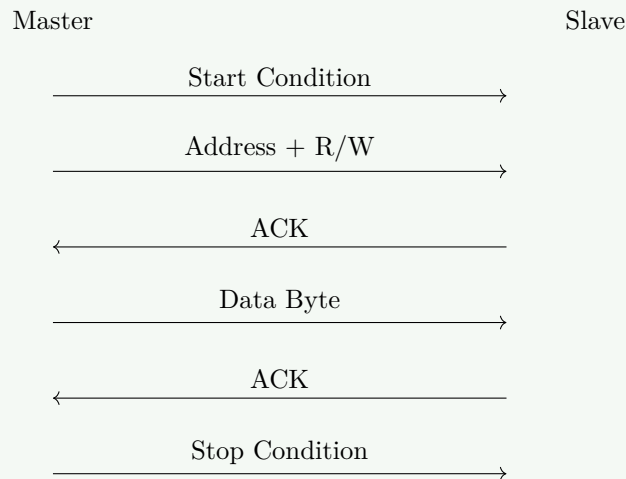 Master Slave
Start Condition
Address + R/W
ACK
Data Byte
ACK
Stop Condition